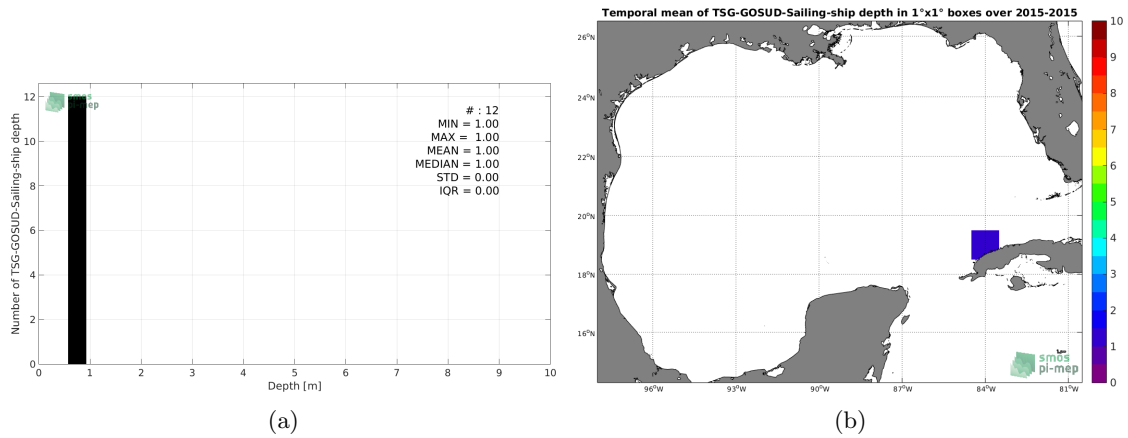 Temporal mean of TSG-GOSUD-Sailing-ship depth in 1°x1° boxes over 2015-2015
smos
pi-mep
# : 12
MIN = 1.00
MAX = 1.00
MEAN = 1.00
MEDIAN = 1.00
STD = 0.00
IQR = 0.00
Number of TSG-GOSUD-Sailing-ship depth
12
10
8
6
4
2
0
0 1 2 3 4 5 6 7 8 9 10
Depth [m]
(a)
26°N
24°N
22°N
20°N
18°N
16°N
96°W 93°W 90°W 87°W 84°W 81°W
smos
pi-mep
10
9
8
7
6
5
4
3
2
1
0
(b)